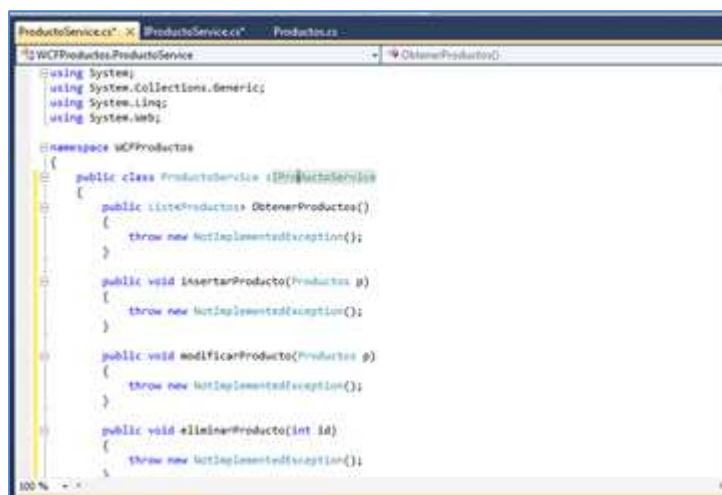 ProductoService.cs* IProductoService.cs* Productos.cs
WCFProductos.ProductoService ObtenerProductos()
using System;
using System.Collections.Generic;
using System.Linq;
using System.Web;
namespace WCFProductos
{
public class ProductoService :IProductoService
{
public List<Productos> ObtenerProductos()
{
throw new NotImplementedException();
}
public void insertarProducto(Productos p)
{
throw new NotImplementedException();
}
public void modificarProducto(Productos p)
{
throw new NotImplementedException();
}
public void eliminarProducto(int id)
{
throw new NotImplementedException();
}
100 %